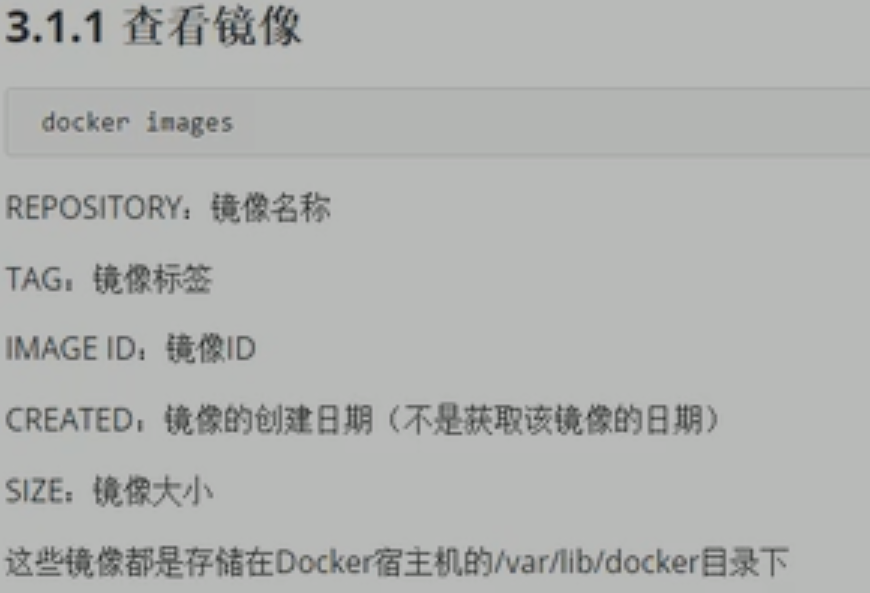 3.1.1 查看镜像
docker images
REPOSITORY：镜像名称
TAG：镜像标签
IMAGE ID：镜像ID
CREATED：镜像的创建日期（不是获取该镜像的日期）
SIZE：镜像大小
这些镜像都是存储在Docker宿主机的/var/lib/docker目录下